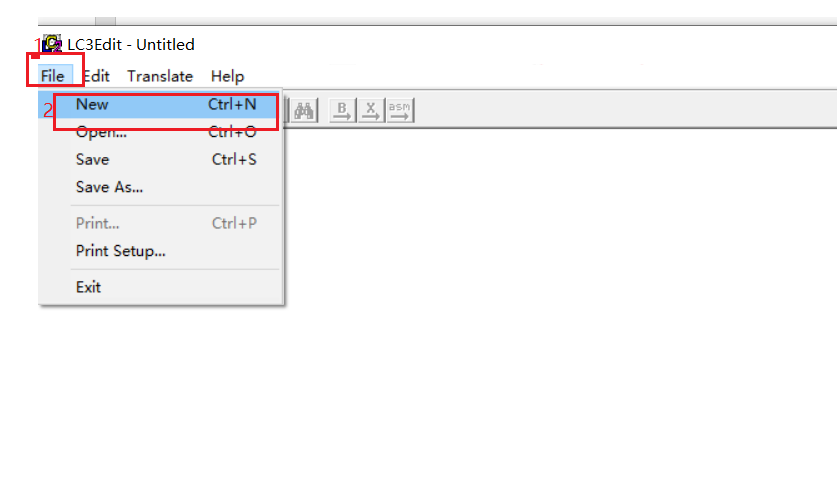 1 LC3Edit - Untitled
File Edit Translate Help
2 New Ctrl+N
B X asm
Open... Ctrl+O
Save Ctrl+S
Save As...
Print... Ctrl+P
Print Setup...
Exit